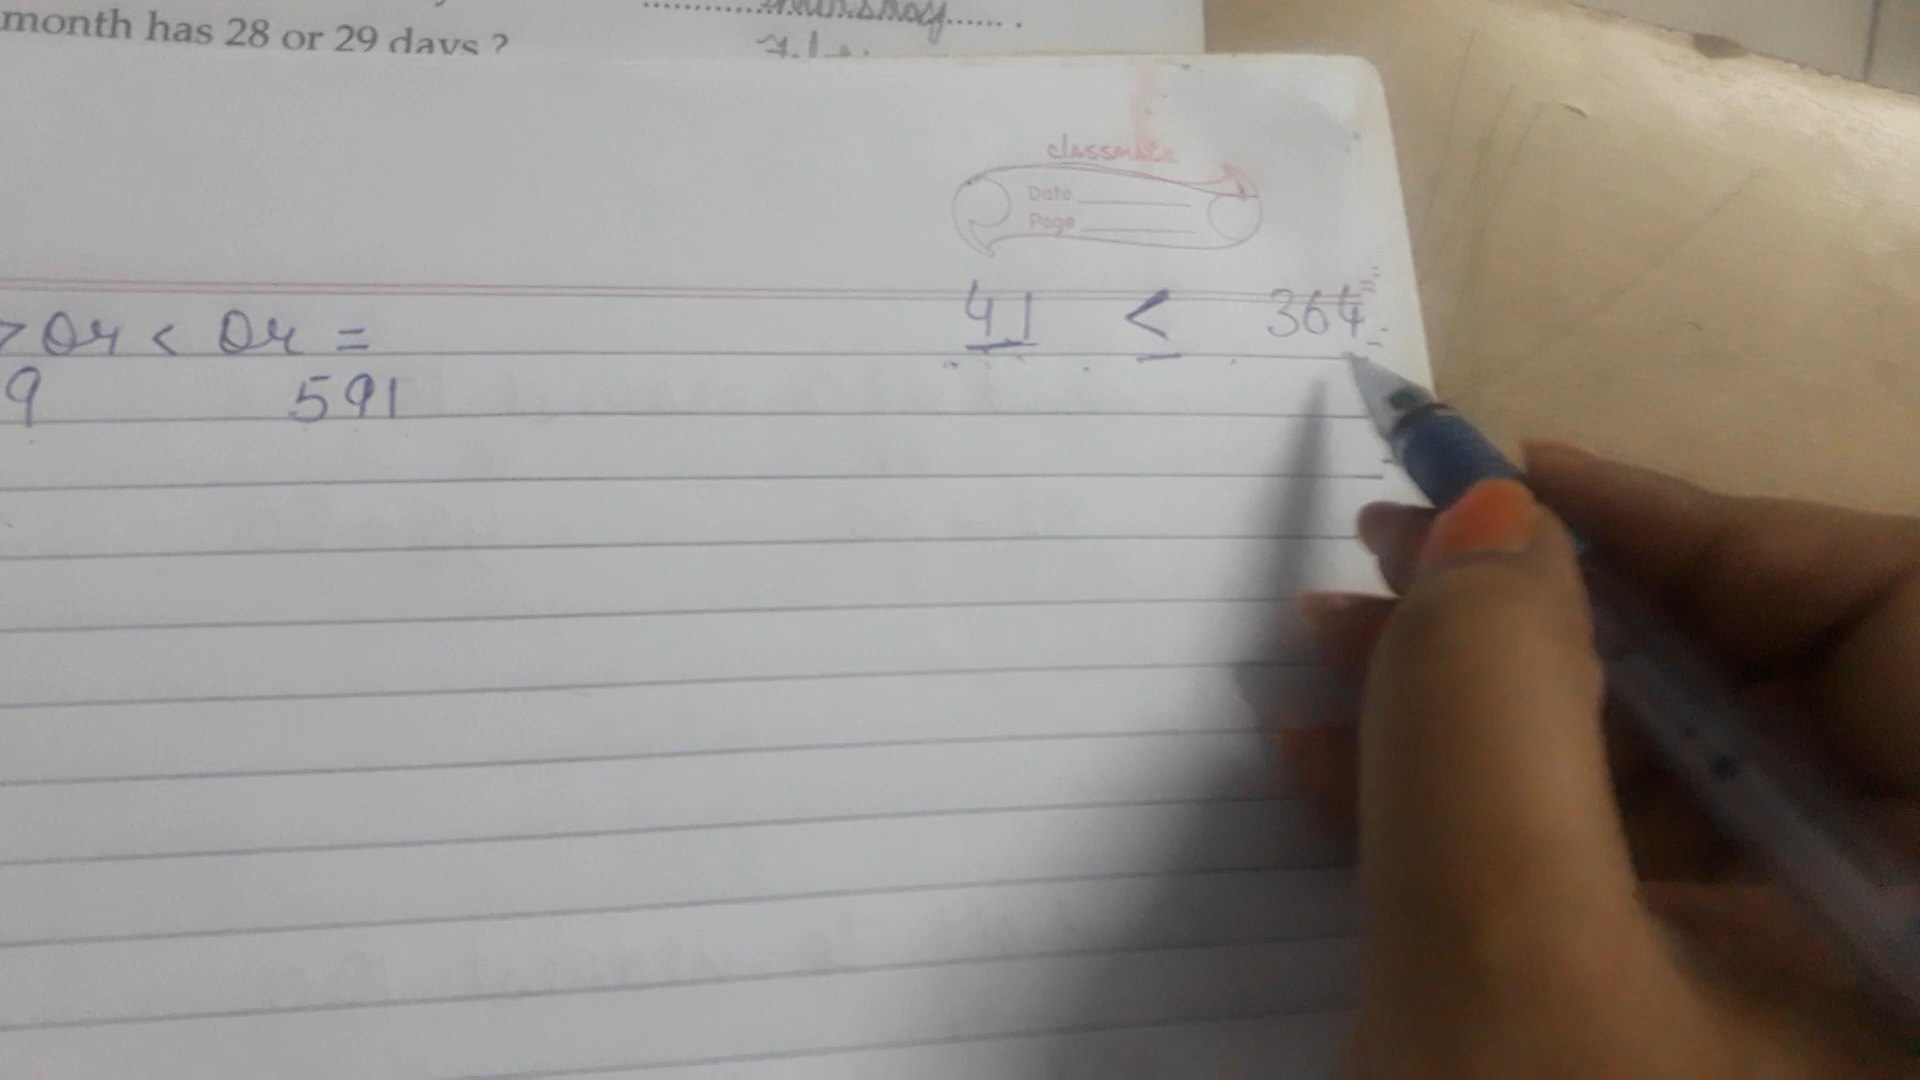 month has 28 or 29 days ?
classmate
Date
Page
41 < 364
> Or < Or =
9 591